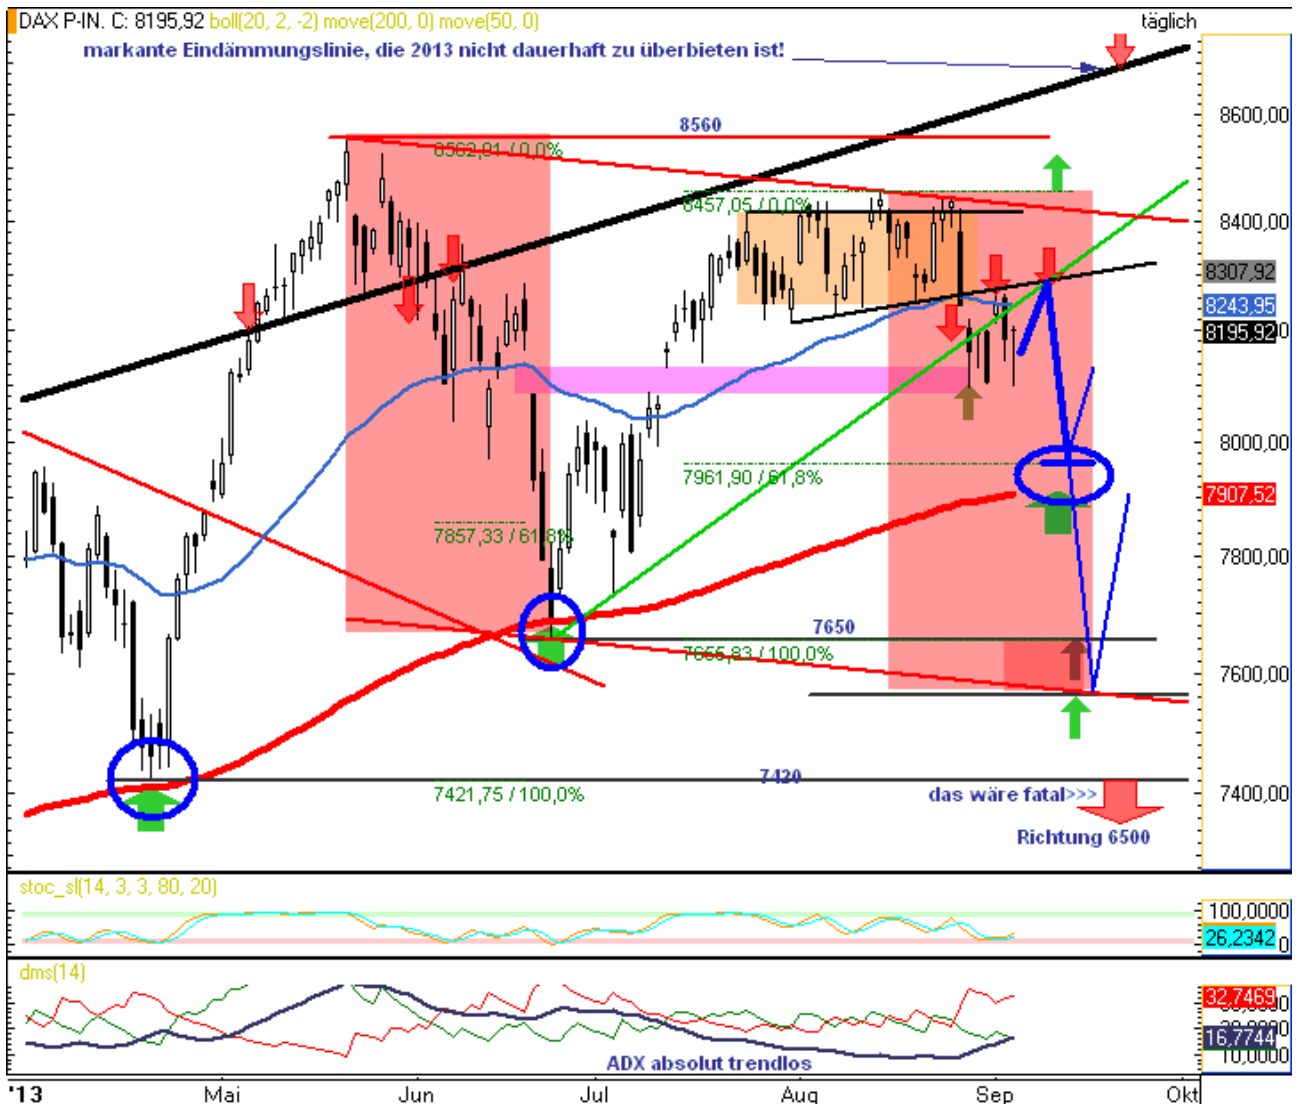 DAX P-IN. C: 8195,92 boll(20, 2, -2) move(200, 0) move(50, 0)
täglich
markante Eindämmungslinie, die 2013 nicht dauerhaft zu überbieten ist!
8600,00
8560
8562,81 / 0,0%
8457,05 / 0,0%
8400,00
8307,92
8243,95
8195,92
8000,00
7961,90 / 61,8%
7907,52
7857,33 / 61,8%
7800,00
7650
7655,83 / 100,0%
7600,00
7420
7421,75 / 100,0%
das wäre fatal>>>
7400,00
Richtung 6500
stoc_sl(14, 3, 3, 80, 20)
100,0000
26,2342
dms(14)
32,7469
16,7744
10,0000
ADX absolut trendlos
'13 Mai Jun Jul Aug Sep Okt